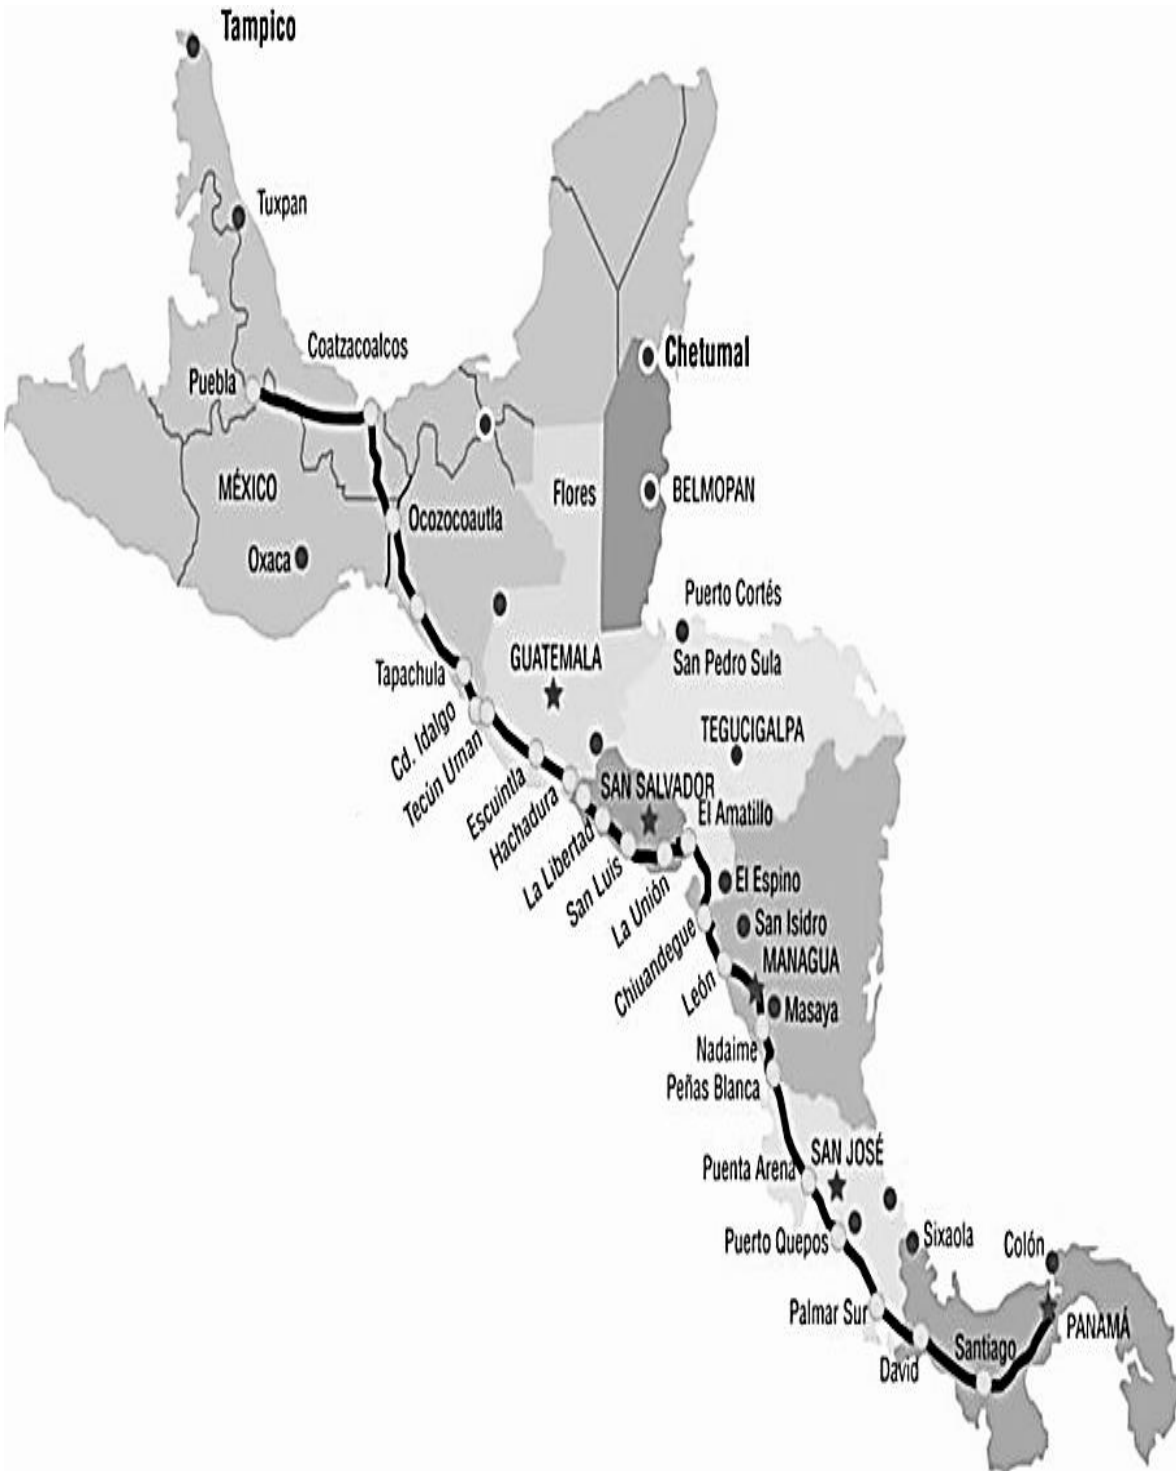 Tampico
Tuxpan
Coatzacoalcos
Puebla
Chetumal
MÉXICO
Flores
BELMOPAN
Ocozocoautla
Oxaca
Puerto Cortés
GUATEMALA
San Pedro Sula
Tapachula
Cd. Idalgo
TEGUCIGALPA
Tecún Urnan
Escuintla
SAN SALVADOR
Hachadura
El Amatillo
La Libertad
San Luis
El Espino
La Unión
San Isidro
Chiuandegue
MANAGUA
León
Masaya
Nadaime
Peñas Blanca
Puenta Arena
SAN JOSÉ
Puerto Quepos
Sixaola
Colón
Palmar Sur
PANAMÁ
Santiago
David